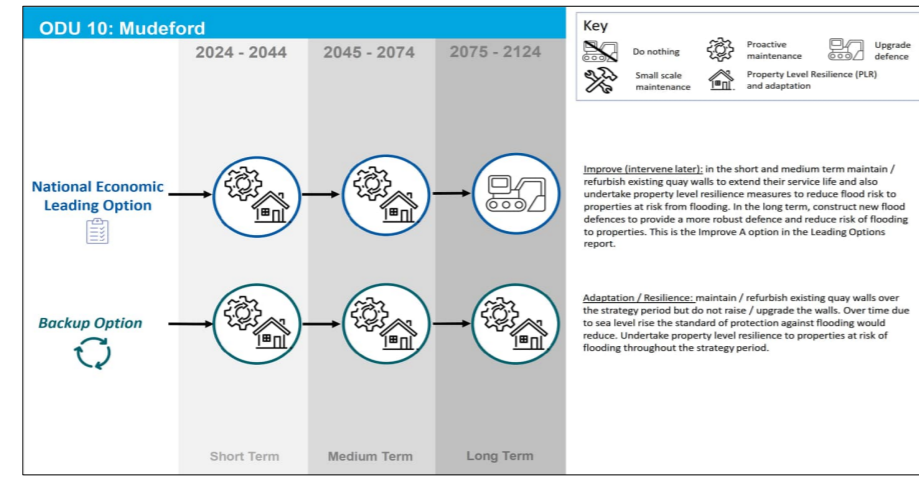 ODU 10: Mudeford
2024 - 2044
2045 - 2074
2075 - 2124
Key
Do nothing
Proactive
maintenance
Upgrade
defence
Small scale
maintenance
Property Level Resilience (PLR)
and adaptation
National Economic
Leading Option
Improve (intervene later): in the short and medium term maintain /
refurbish existing quay walls to extend their service life and also
undertake property level resilience measures to reduce flood risk to
properties at risk from flooding. In the long term, construct new flood
defences to provide a more robust defence and reduce risk of flooding
to properties. This is the Improve A option in the Leading Options
report.
Backup Option
Adaptation / Resilience: maintain / refurbish existing quay walls over
the strategy period but do not raise / upgrade the walls. Over time due
to sea level rise the standard of protection against flooding would
reduce. Undertake property level resilience to properties at risk of
flooding throughout the strategy period.
Short Term
Medium Term
Long Term